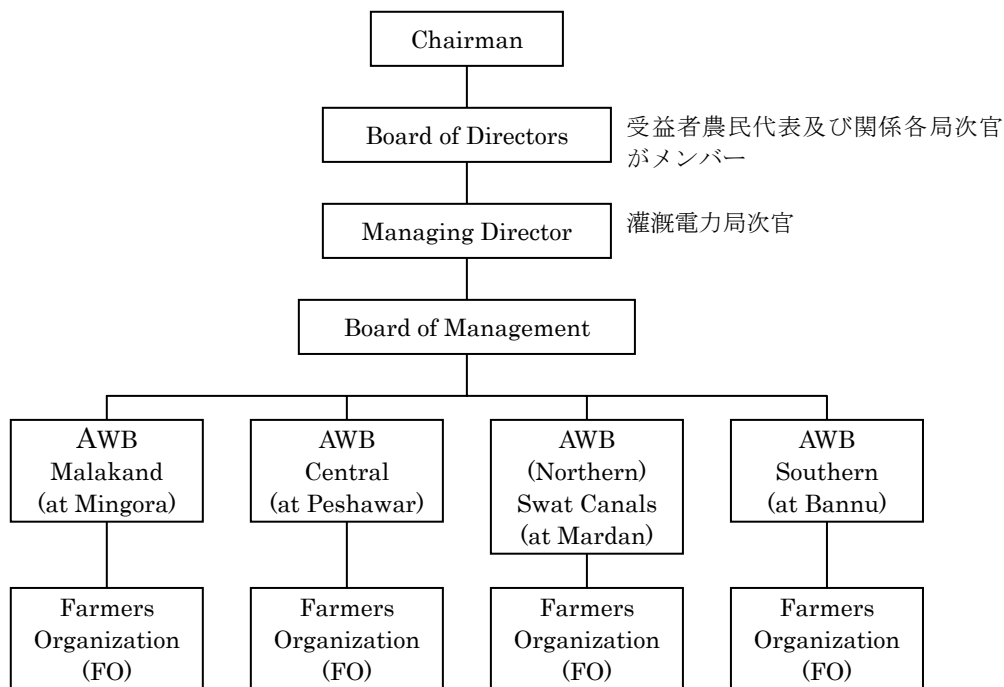 Chairman
Board of Directors
受益者農民代表及び関係各局次官
がメンバー
Managing Director
灌漑電力局次官
Board of Management
AWB
Malakand
(at Mingora)
AWB
Central
(at Peshawar)
AWB
(Northern)
Swat Canals
(at Mardan)
AWB
Southern
(at Bannu)
Farmers
Organization
(FO)
Farmers
Organization
(FO)
Farmers
Organization
(FO)
Farmers
Organization
(FO)